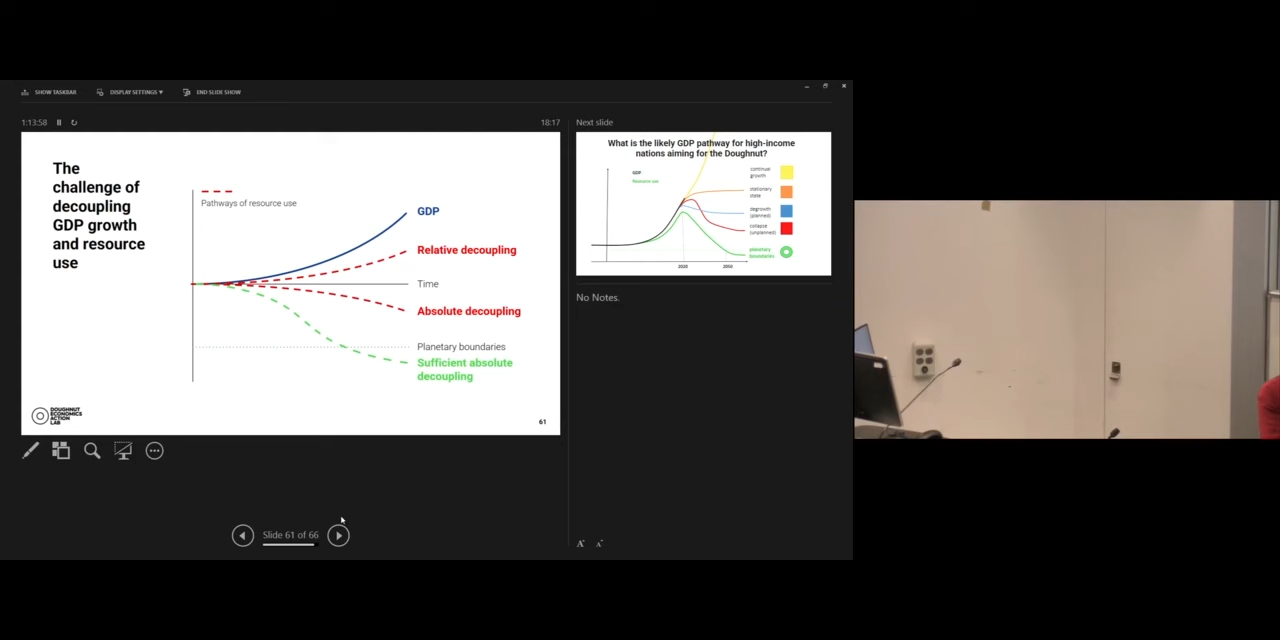 SHOW TASKBAR
DISPLAY SETTINGS ▼
END SLIDE SHOW
1:13:58
18:17
The
challenge of
decoupling
GDP growth
and resource
use
Pathways of resource use
GDP
Relative decoupling
Time
Absolute decoupling
Planetary boundaries
Sufficient absolute
decoupling
DOUGHNUT
ECONOMICS
ACTION
LAB
61
Slide 61 of 66
Next slide
What is the likely GDP pathway for high-income
nations aiming for the Doughnut?
GDP
Resource use
continual
growth
stationary
state
degrowth
(planned)
collapse
(unplanned)
planetary
boundaries
2020
2050
No Notes.
A
A